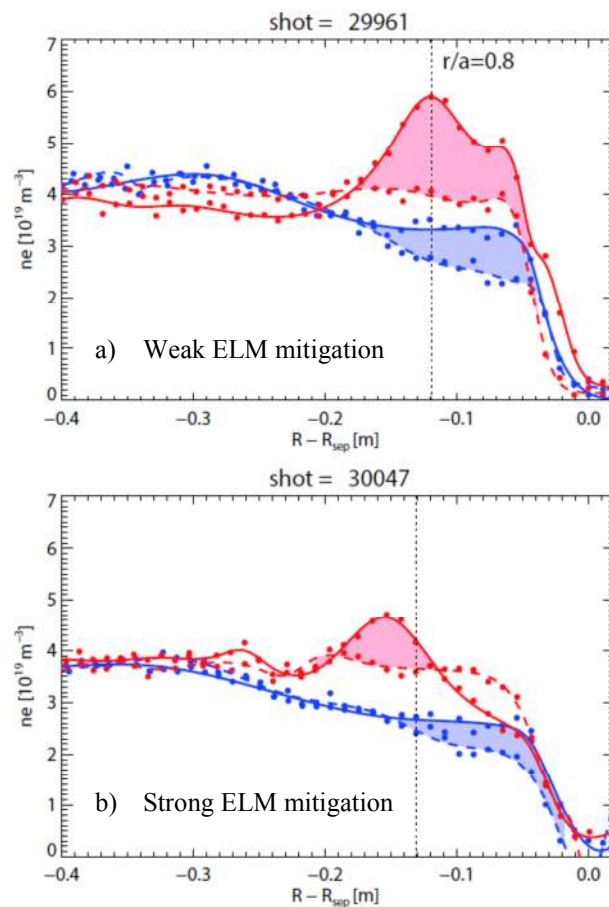 shot = 29961
r/a=0.8
7
6
5
4
3
2
1
0
ne [10¹⁹ m⁻³]
a) Weak ELM mitigation
−0.4 −0.3 −0.2 −0.1 0.0
R − Rsep [m]
shot = 30047
7
6
5
4
3
2
1
0
ne [10¹⁹ m⁻³]
b) Strong ELM mitigation
−0.4 −0.3 −0.2 −0.1 0.0
R − Rsep [m]